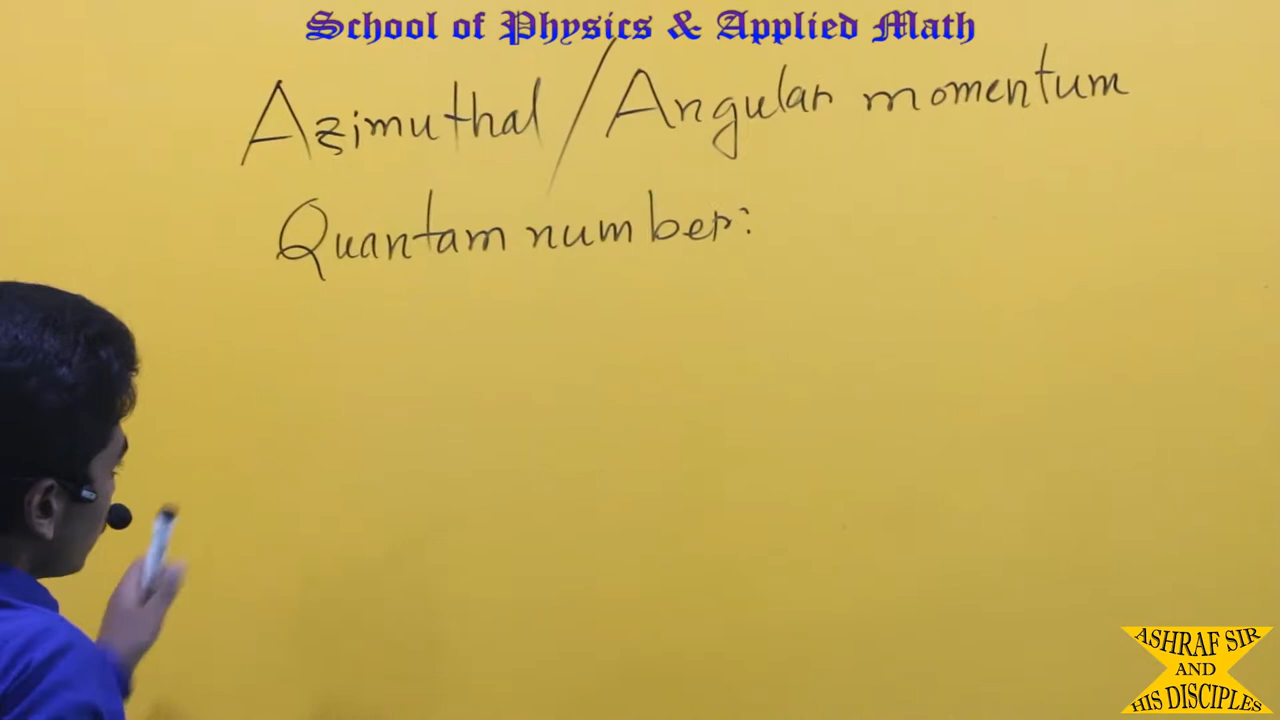 School of Physics & Applied Math
Azimuthal / Angular momentum
Quantam number:
ASHRAF SIR
AND
HIS DISCIPLES